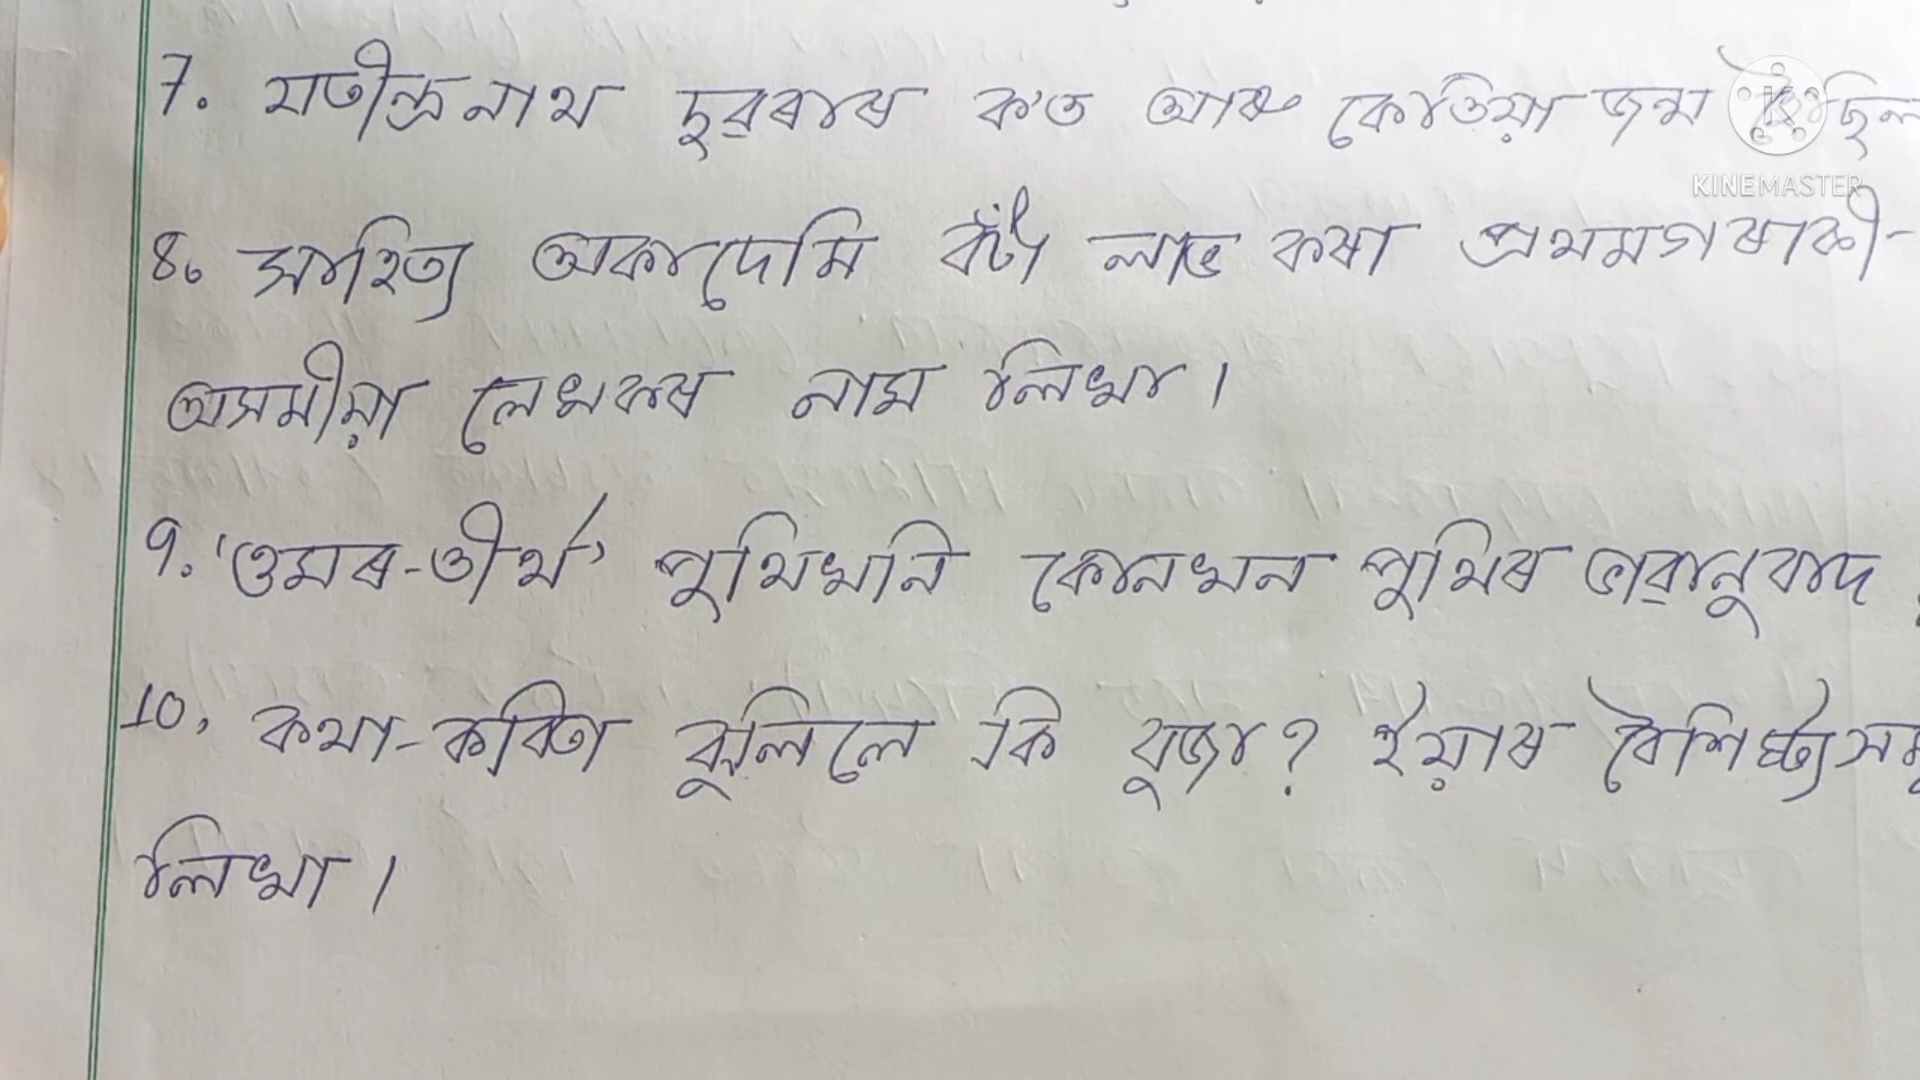 7. যতীন্দ্ৰনাথ দুৱৰাৰ ক'ত আৰু কেতিয়া জন্ম হৈছিল
KINEMASTER
8. সাহিত্য অকাদেমি বঁটা লাভ কৰা প্ৰথমগৰাকী-
অসমীয়া লেখকৰ নাম লিখা।
9. 'ওমৰ-তীৰ্থ' পুথিখনি কোনখন পুথিৰ ভাৱানুবাদ
10. কথা-কবিতা বুলিলে কি বুজা? ইয়াৰ বৈশিষ্ট্যসমূ
লিখা।